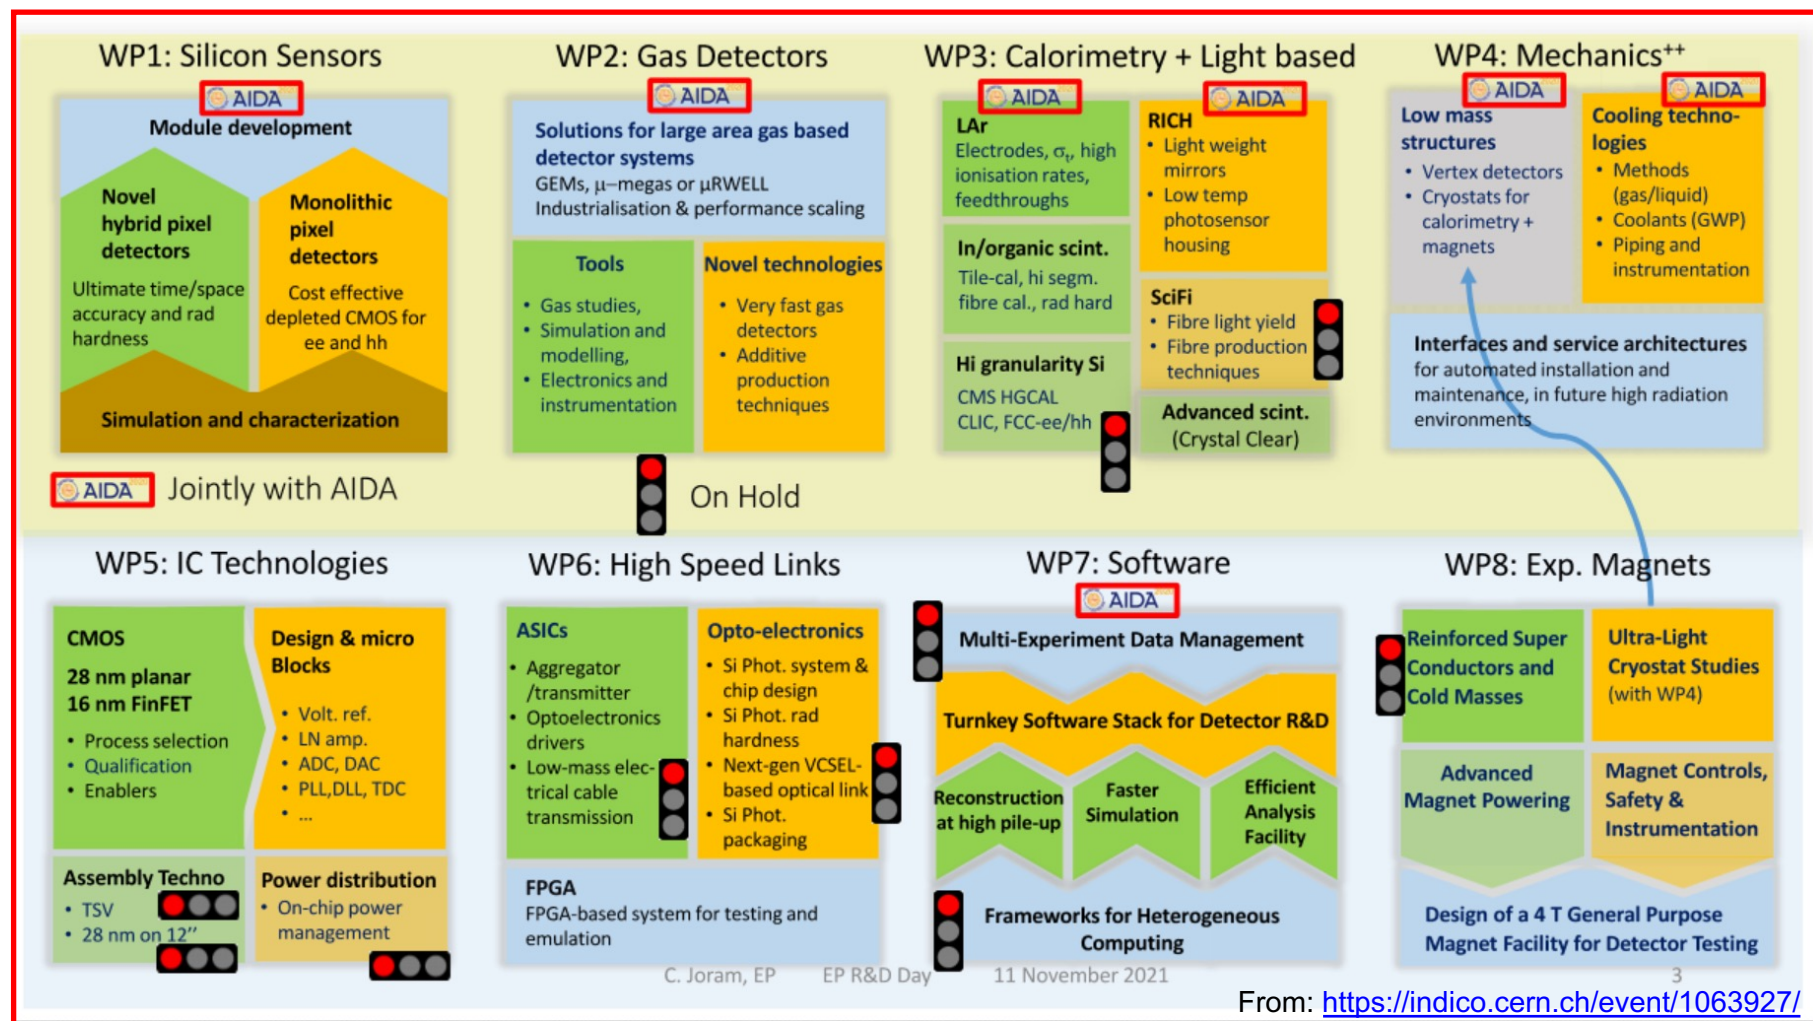 WP1: Silicon Sensors
AIDA
Module development
Novel
hybrid pixel
detectors
Ultimate time/space
accuracy and rad
hardness
Monolithic
pixel
detectors
Cost effective
depleted CMOS for
ee and hh
Simulation and characterization
AIDA Jointly with AIDA
WP2: Gas Detectors
AIDA
Solutions for large area gas based
detector systems
GEMs, μ–megas or μRWELL
Industrialisation & performance scaling
Tools
• Gas studies,
• Simulation and
modelling,
• Electronics and
instrumentation
Novel technologies
• Very fast gas
detectors
• Additive
production
techniques
On Hold
WP3: Calorimetry + Light based
AIDA
LAr
Electrodes, σt, high
ionisation rates,
feedthroughs
In/organic scint.
Tile-cal, hi segm.
fibre cal., rad hard
Hi granularity Si
CMS HGCAL
CLIC, FCC-ee/hh
AIDA
RICH
• Light weight
mirrors
• Low temp
photosensor
housing
SciFi
• Fibre light yield
• Fibre production
techniques
Advanced scint.
(Crystal Clear)
WP4: Mechanics++
AIDA
Low mass
structures
• Vertex detectors
• Cryostats for
calorimetry +
magnets
AIDA
Cooling techno-
logies
• Methods
(gas/liquid)
• Coolants (GWP)
• Piping and
instrumentation
Interfaces and service architectures
for automated installation and
maintenance, in future high radiation
environments
WP5: IC Technologies
CMOS
28 nm planar
16 nm FinFET
• Process selection
• Qualification
• Enablers
Design & micro
Blocks
• Volt. ref.
• LN amp.
• ADC, DAC
• PLL,DLL, TDC
• ...
Assembly Techno
• TSV
• 28 nm on 12’’
Power distribution
• On-chip power
management
WP6: High Speed Links
ASICs
• Aggregator
/transmitter
• Optoelectronics
drivers
• Low-mass elec-
trical cable
transmission
Opto-electronics
• Si Phot. system &
chip design
• Si Phot. rad
hardness
• Next-gen VCSEL-
based optical link
• Si Phot.
packaging
FPGA
FPGA-based system for testing and
emulation
WP7: Software
AIDA
Multi-Experiment Data Management
Turnkey Software Stack for Detector R&D
Reconstruction
at high pile-up
Faster
Simulation
Efficient
Analysis
Facility
Frameworks for Heterogeneous
Computing
WP8: Exp. Magnets
Reinforced Super
Conductors and
Cold Masses
Ultra-Light
Cryostat Studies
(with WP4)
Advanced
Magnet Powering
Magnet Controls,
Safety &
Instrumentation
Design of a 4 T General Purpose
Magnet Facility for Detector Testing
C. Joram, EP EP R&D Day 11 November 2021 3
From: https://indico.cern.ch/event/1063927/